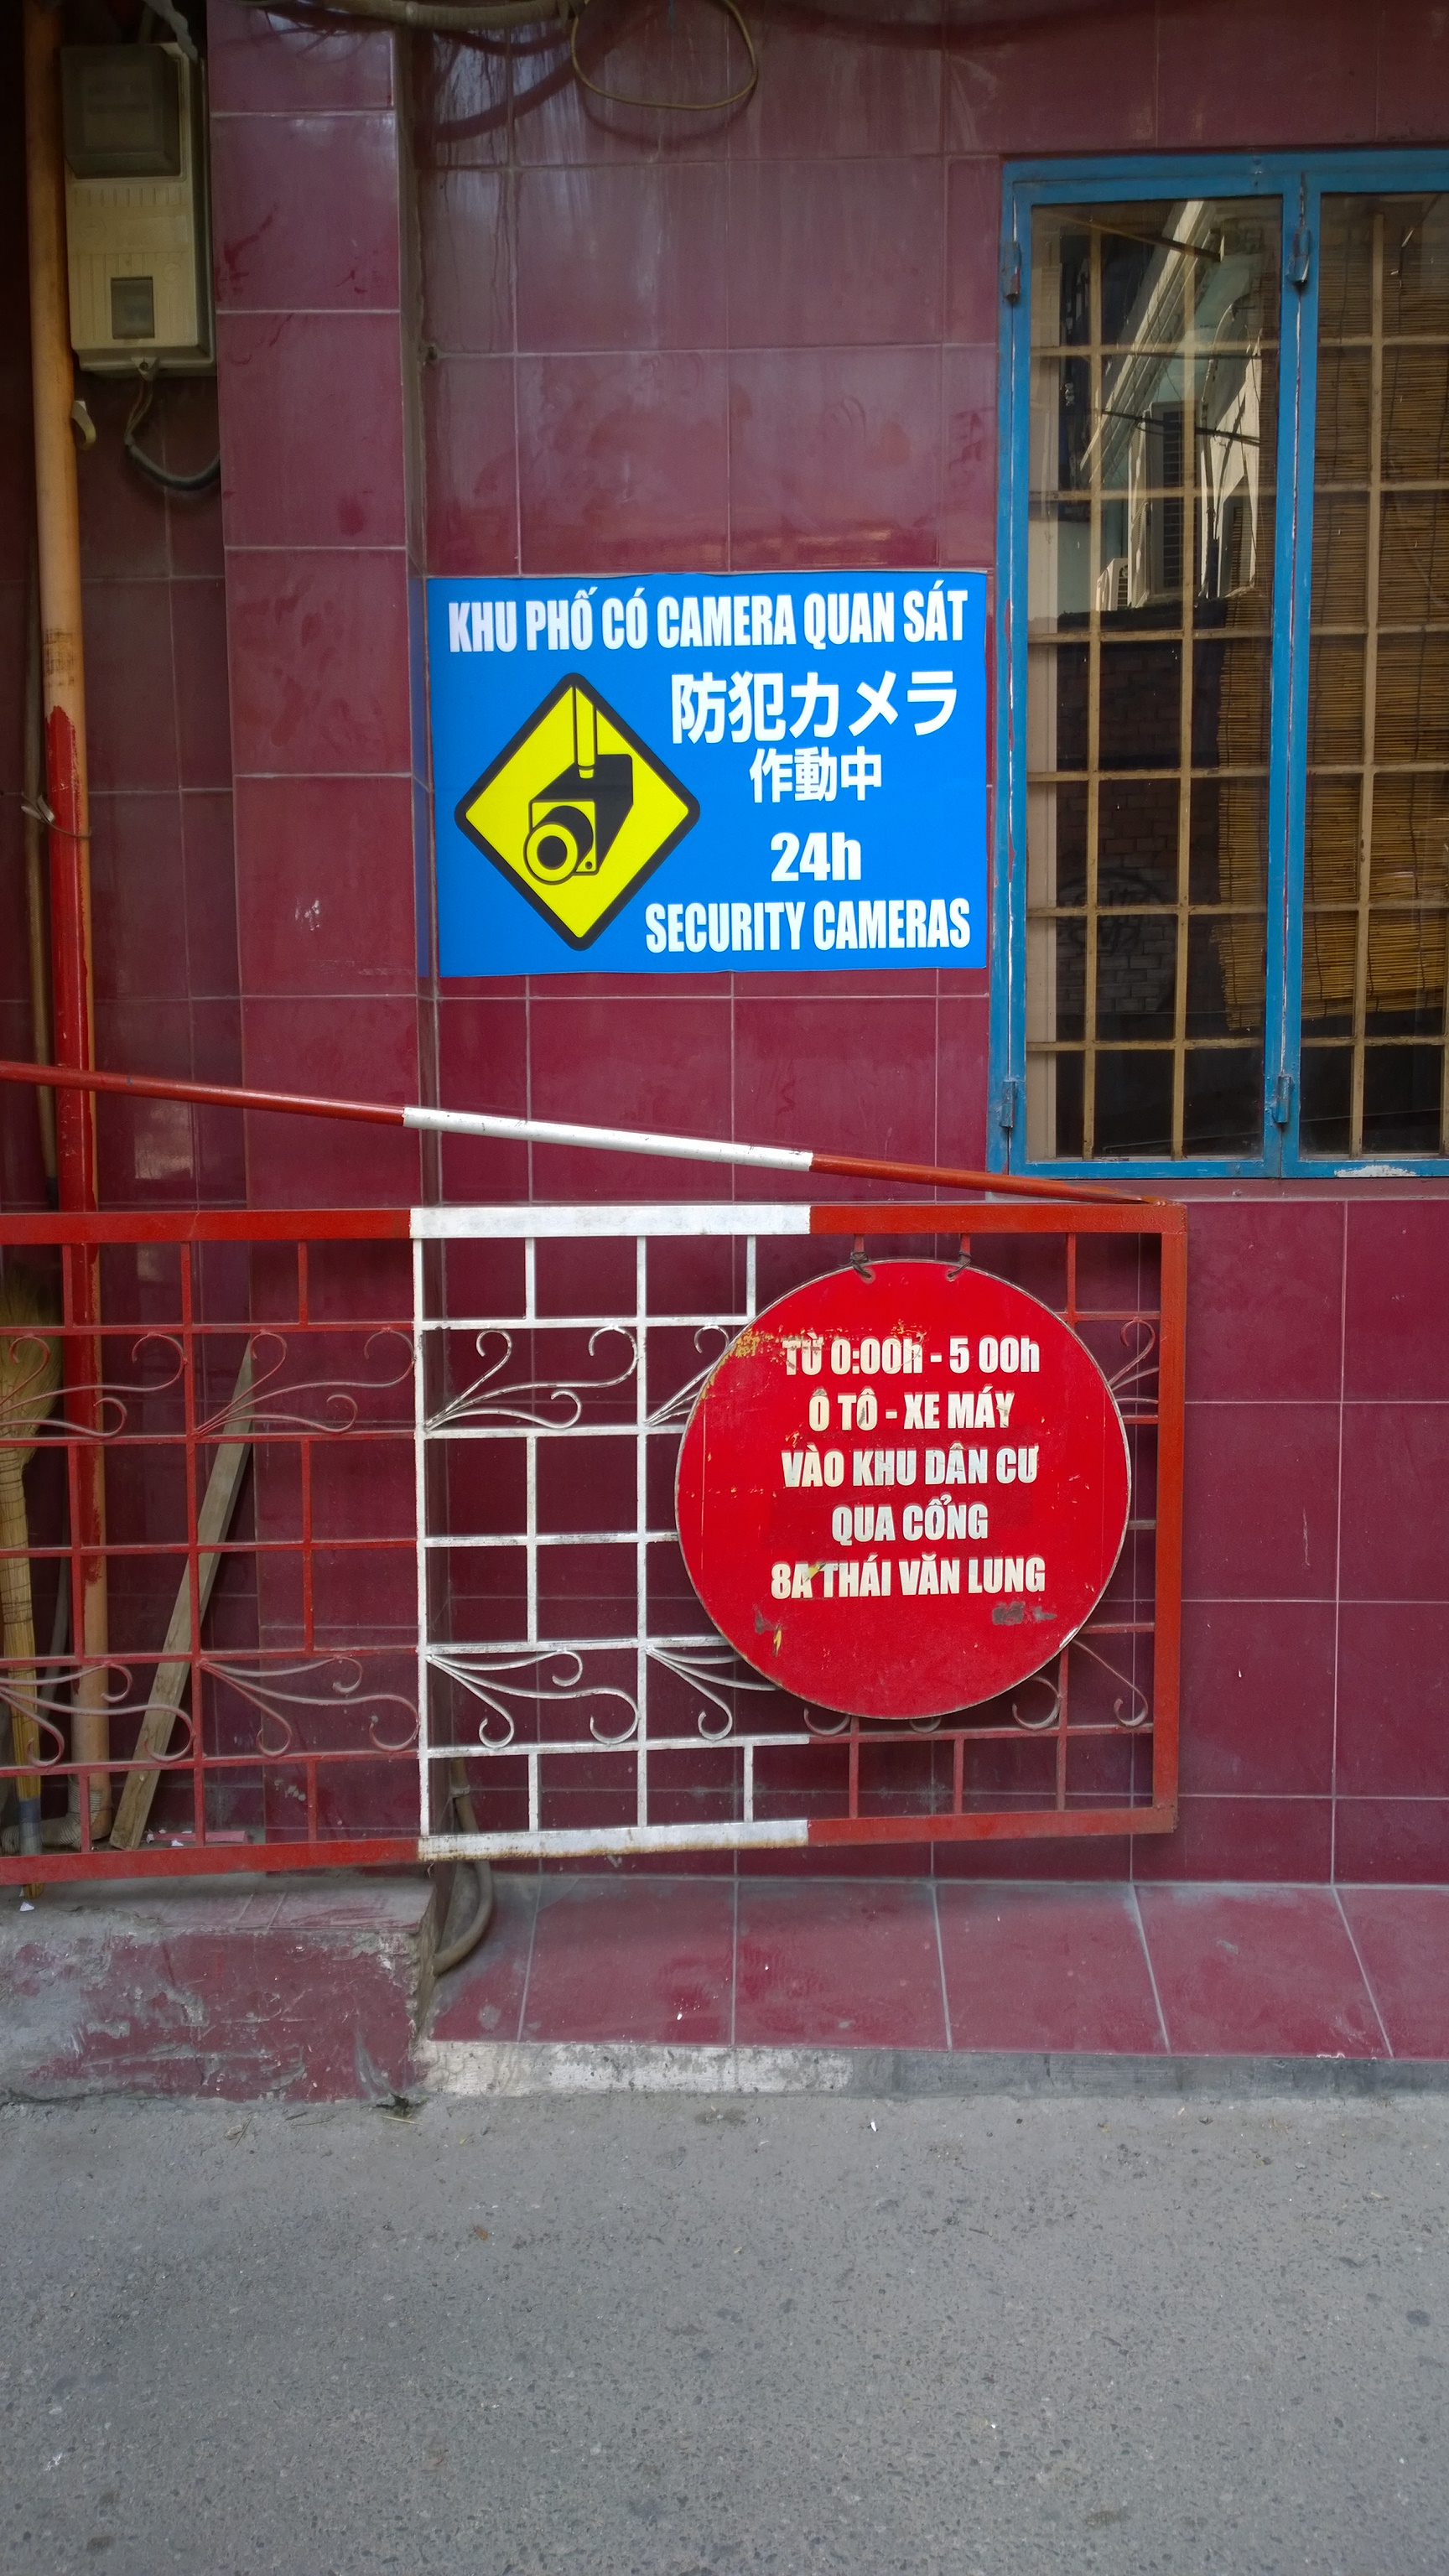 KHU PHỐ CÓ CAMERA QUAN SÁT
防犯カメラ
作動中
24h
SECURITY CAMERAS
TỪ 0:00h - 5 00h
Ô TÔ - XE MÁY
VÀO KHU DÂN CƯ
QUA CỔNG
8A THÁI VĂN LUNG